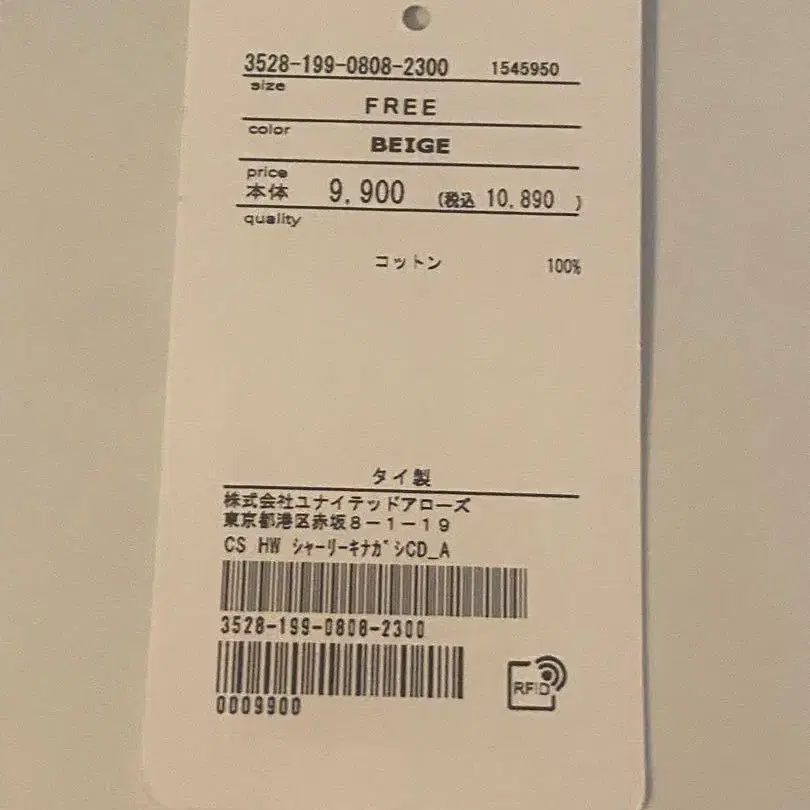 3528-199-0808-2300 1545950
size
FREE
color
BEIGE
price
本体 9,900 (税込 10,890 )
quality
コットン 100%
タイ製
株式会社ユナイテッドアローズ
東京都港区赤坂8-1-19
CS HW シャーリーキナガシCD_A
3528-199-0808-2300
0009900
RFID